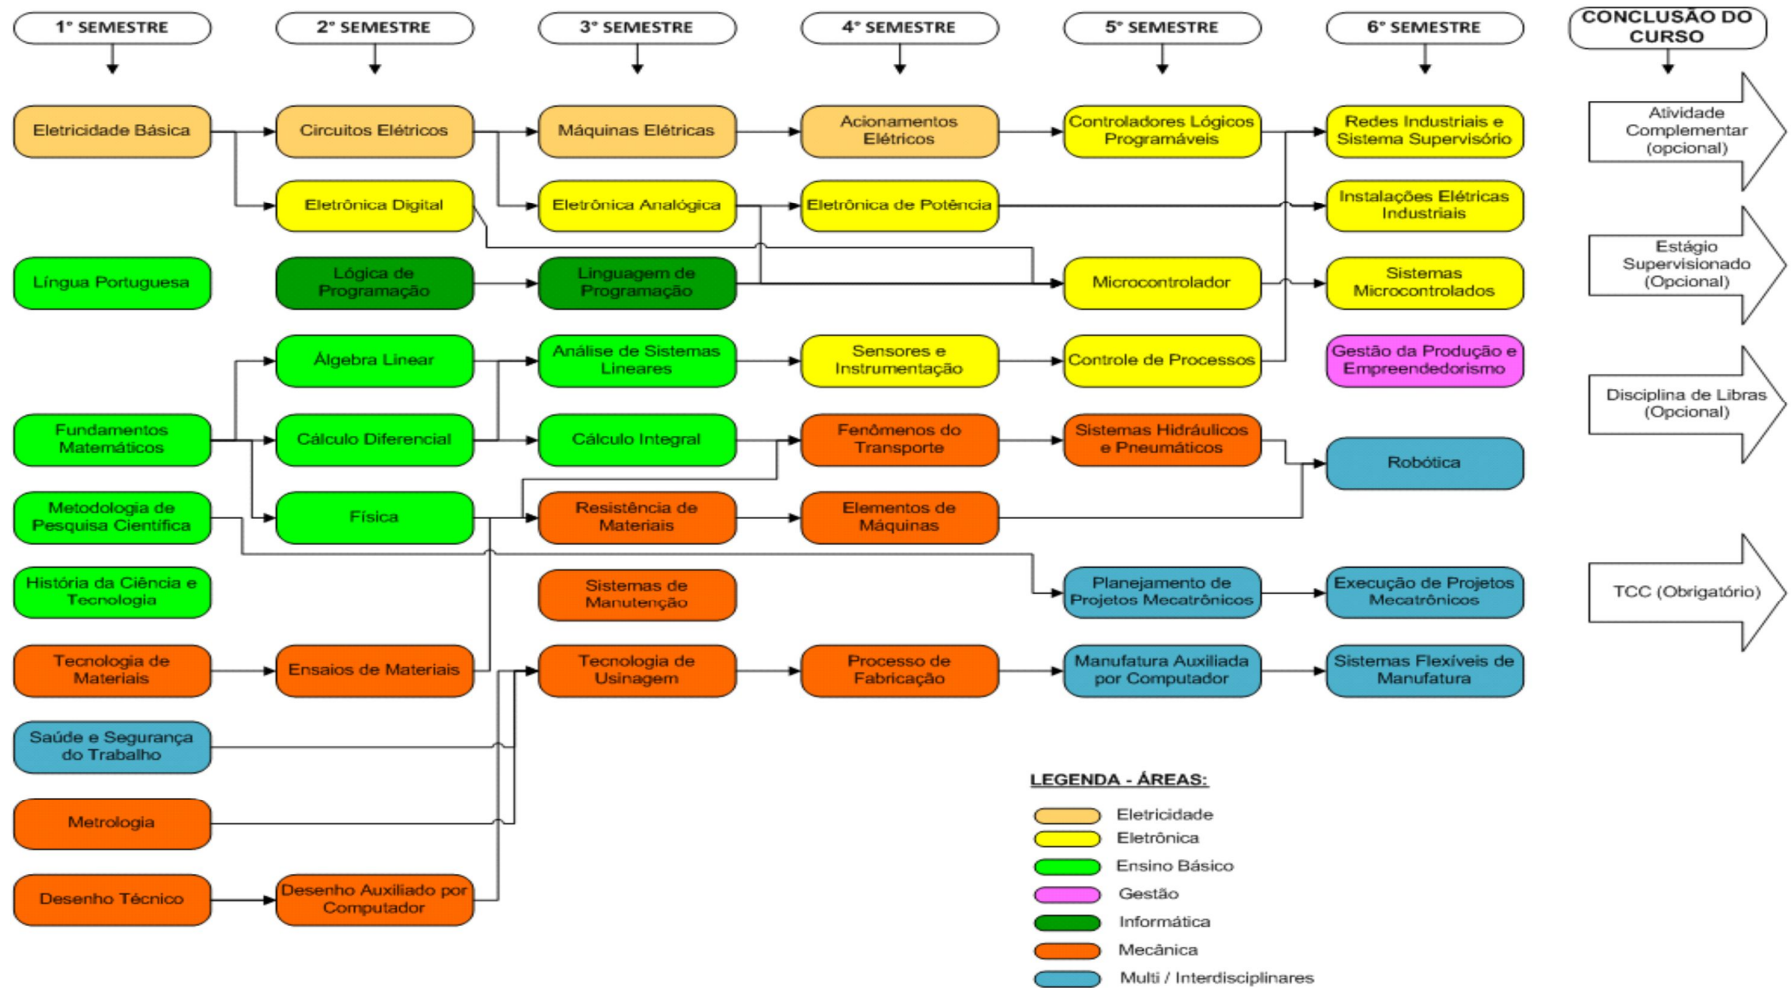 1° SEMESTRE
2° SEMESTRE
3° SEMESTRE
4° SEMESTRE
5° SEMESTRE
6° SEMESTRE
CONCLUSÃO DO
CURSO
Eletricidade Básica
Circuitos Elétricos
Máquinas Elétricas
Acionamentos
Elétricos
Controladores Lógicos
Programáveis
Redes Industriais e
Sistema Supervisório
Atividade
Complementar
(opcional)
Eletrônica Digital
Eletrônica Analógica
Eletrônica de Potência
Instalações Elétricas
Industriais
Língua Portuguesa
Lógica de
Programação
Linguagem de
Programação
Microcontrolador
Sistemas
Microcontrolados
Estágio
Supervisionado
(Opcional)
Álgebra Linear
Análise de Sistemas
Lineares
Sensores e
Instrumentação
Controle de Processos
Gestão da Produção e
Empreendedorismo
Disciplina de Libras
(Opcional)
Fundamentos
Matemáticos
Cálculo Diferencial
Cálculo Integral
Fenômenos do
Transporte
Sistemas Hidráulicos
e Pneumáticos
Robótica
Metodologia de
Pesquisa Científica
Física
Resistência de
Materiais
Elementos de
Máquinas
História da Ciência e
Tecnologia
Sistemas de
Manutenção
Planejamento de
Projetos Mecatrônicos
Execução de Projetos
Mecatrônicos
TCC (Obrigatório)
Tecnologia de
Materiais
Ensaios de Materiais
Tecnologia de
Usinagem
Processo de
Fabricação
Manufatura Auxiliada
por Computador
Sistemas Flexíveis de
Manufatura
Saúde e Segurança
do Trabalho
Metrologia
Desenho Técnico
Desenho Auxiliado por
Computador
LEGENDA - ÁREAS:
Eletricidade
Eletrônica
Ensino Básico
Gestão
Informática
Mecânica
Multi / Interdisciplinares